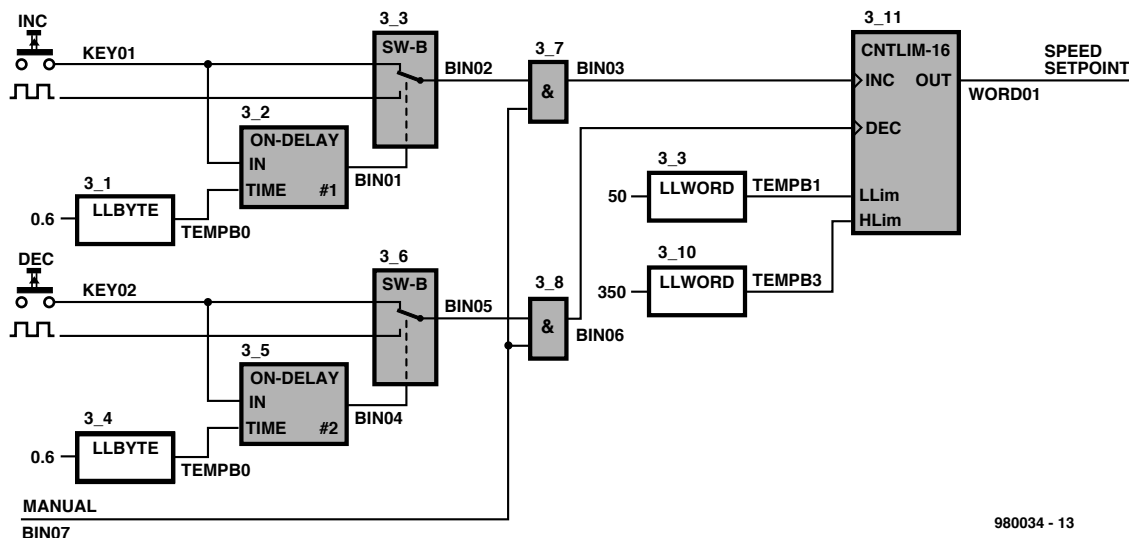 INC
KEY01
3_3
SW-B
BIN02
3_7
&
BIN03
3_11
CNTLIM-16
INC OUT
DEC
LLim
HLim
SPEED
SETPOINT
WORD01
3_2
ON-DELAY
IN
TIME #1
BIN01
3_1
0.6
LLBYTE
TEMPB0
3_3
50
LLWORD
TEMPB1
3_10
350
LLWORD
TEMPB3
DEC
KEY02
3_6
SW-B
BIN05
3_8
&
BIN06
3_5
ON-DELAY
IN
TIME #2
BIN04
3_4
0.6
LLBYTE
TEMPB0
MANUAL
BIN07
980034 - 13